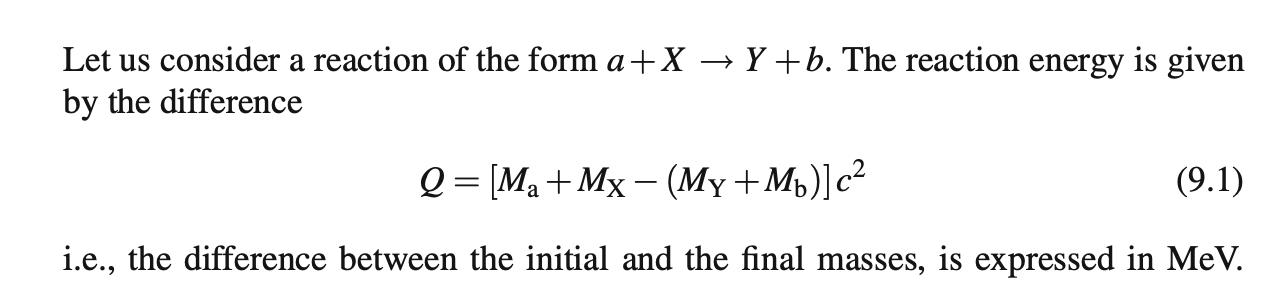 Let us consider a reaction of the form a + X → Y + b. The reaction energy is given
by the difference
Q = [Mₐ + M_X − (M_Y + M_b)] c² (9.1)
i.e., the difference between the initial and the final masses, is expressed in MeV.